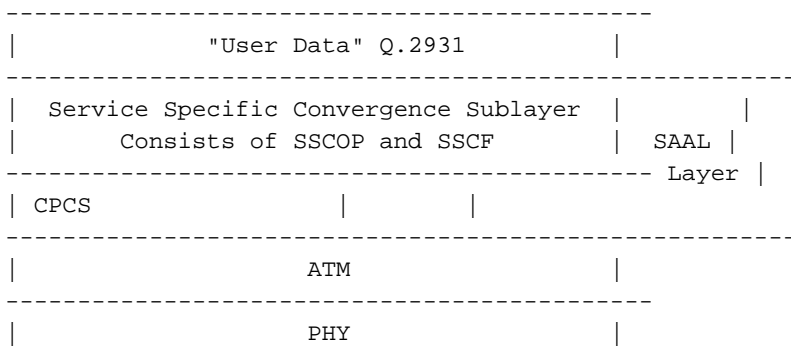 "User Data" Q.2931
Service Specific Convergence Sublayer
Consists of SSCOP and SSCF SAAL
Layer
CPCS
ATM
PHY